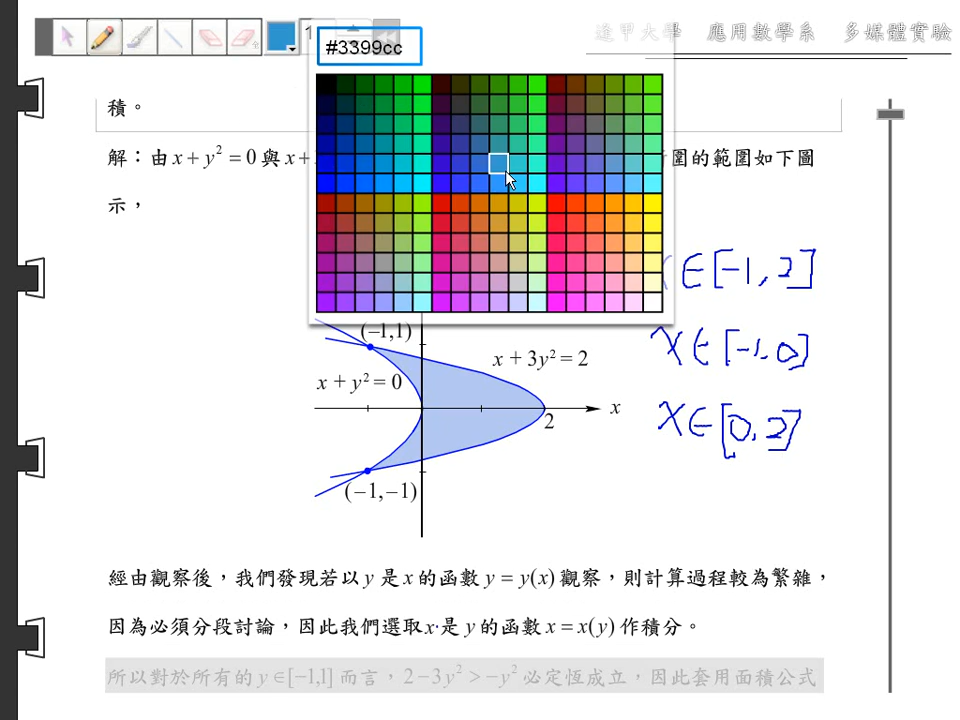 #3399cc
逢甲大學 應用數學系 多媒體實驗
積。
解：由 x + y² = 0 與 x + 圍的範圍如下圖
示，
∈ [-1, 2]
(−1,1)
x + 3y² = 2
x ∈ [-1, 0]
x + y² = 0
x
2
x ∈ [0, 2]
(−1,−1)
經由觀察後，我們發現若以 y 是 x 的函數 y = y(x) 觀察，則計算過程較為繁雜，
因為必須分段討論，因此我們選取 x 是 y 的函數 x = x(y) 作積分。
所以對於所有的 y ∈ [−1,1] 而言，2 − 3y² > −y² 必定恆成立，因此套用面積公式